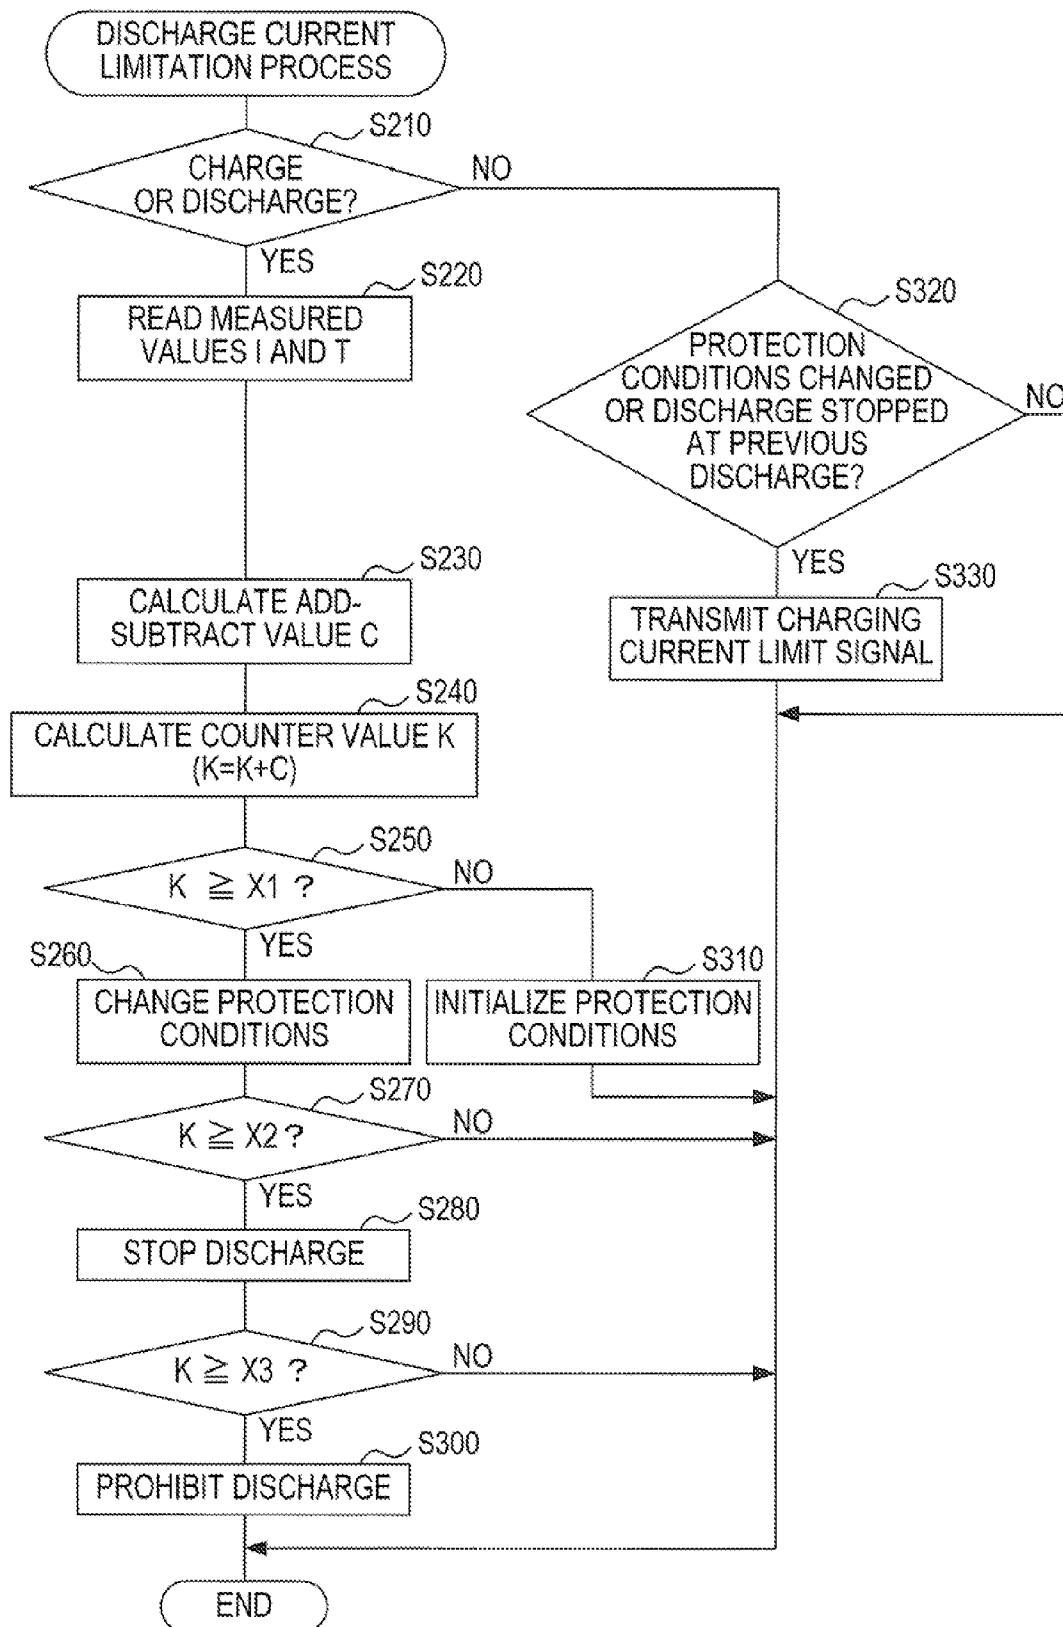 DISCHARGE CURRENT
LIMITATION PROCESS
S210
CHARGE
OR DISCHARGE?
NO
YES
S220
READ MEASURED
VALUES I AND T
S320
PROTECTION
CONDITIONS CHANGED
OR DISCHARGE STOPPED
AT PREVIOUS
DISCHARGE?
NO
YES
S230
CALCULATE ADD-
SUBTRACT VALUE C
S330
TRANSMIT CHARGING
CURRENT LIMIT SIGNAL
S240
CALCULATE COUNTER VALUE K
(K=K+C)
S250
K ≧ X1 ?
NO
YES
S260
CHANGE PROTECTION
CONDITIONS
S310
INITIALIZE PROTECTION
CONDITIONS
S270
K ≧ X2 ?
NO
YES
S280
STOP DISCHARGE
S290
K ≧ X3 ?
NO
YES
S300
PROHIBIT DISCHARGE
END